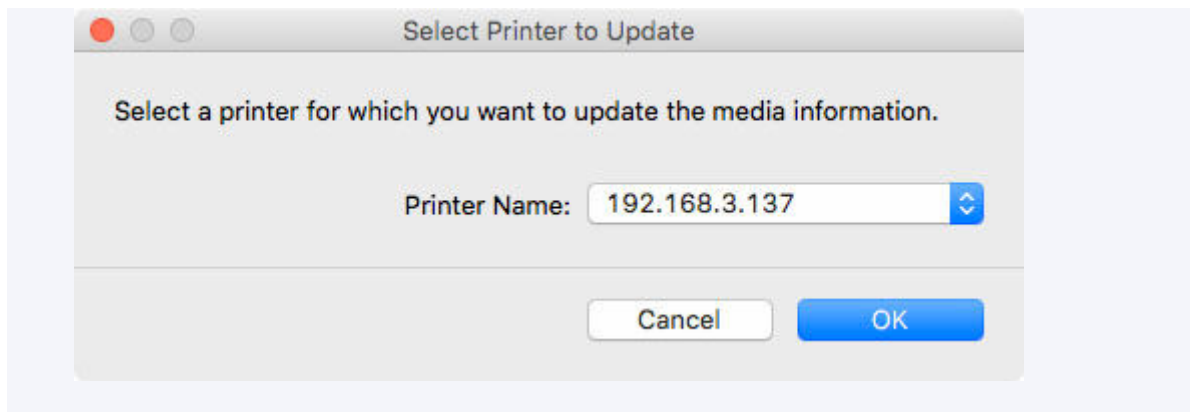 Select Printer to Update
Select a printer for which you want to update the media information.
Printer Name: 192.168.3.137
Cancel OK